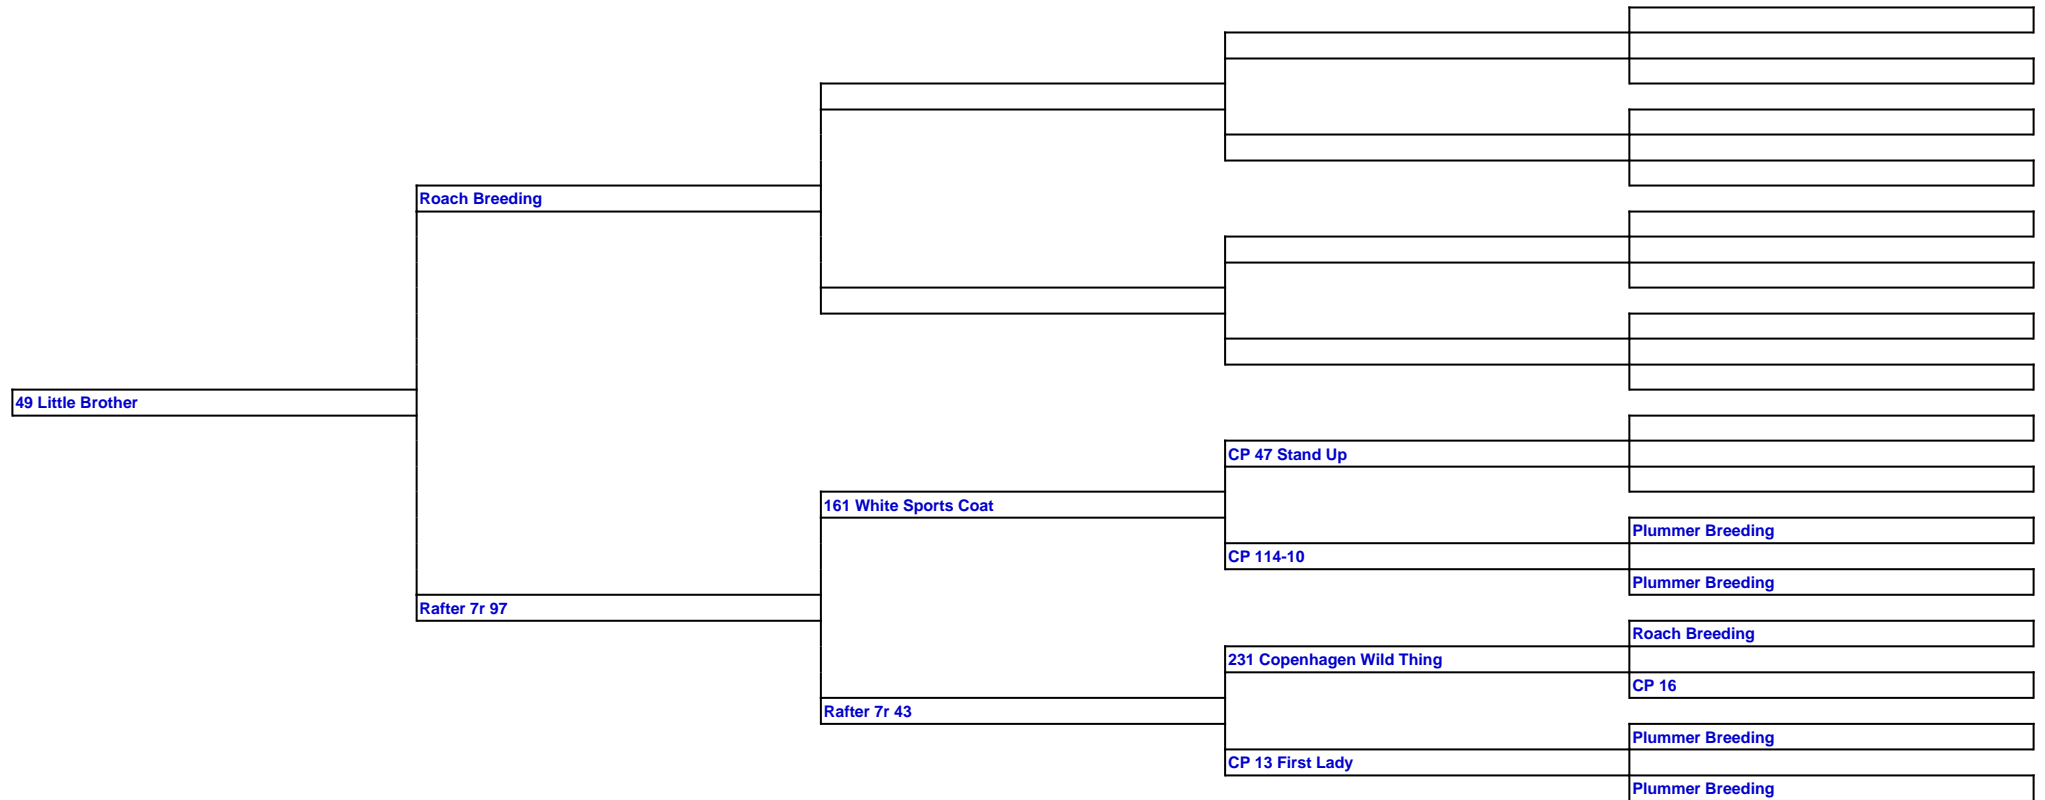 Roach Breeding
49 Little Brother
CP 47 Stand Up
161 White Sports Coat
Plummer Breeding
CP 114-10
Plummer Breeding
Rafter 7r 97
Roach Breeding
231 Copenhagen Wild Thing
CP 16
Rafter 7r 43
Plummer Breeding
CP 13 First Lady
Plummer Breeding